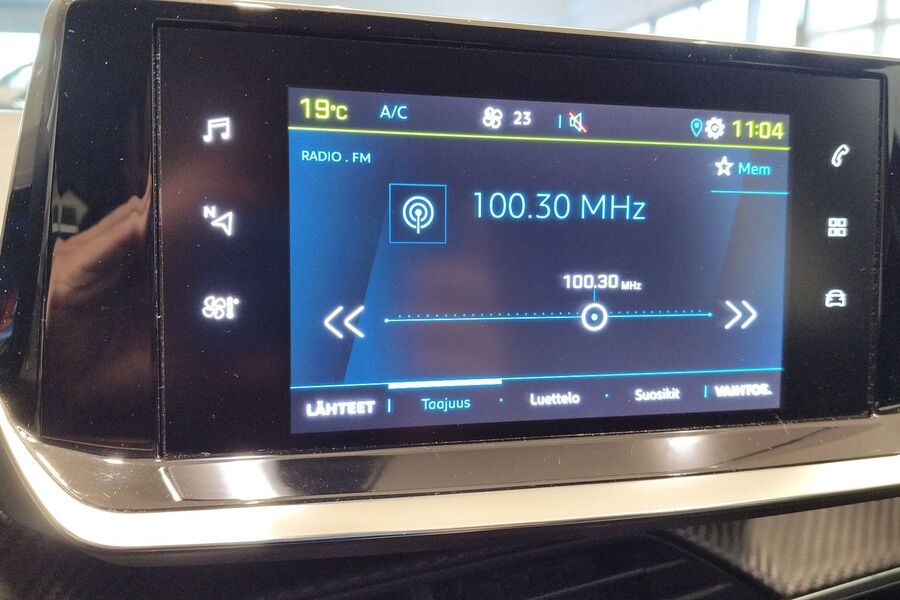 19°C A/C 23 11:04
RADIO . FM
Mem
N
100.30 MHz
100.30 MHz
LÄHTEET Taajuus Luettelo Suosikit VAIHTOE.